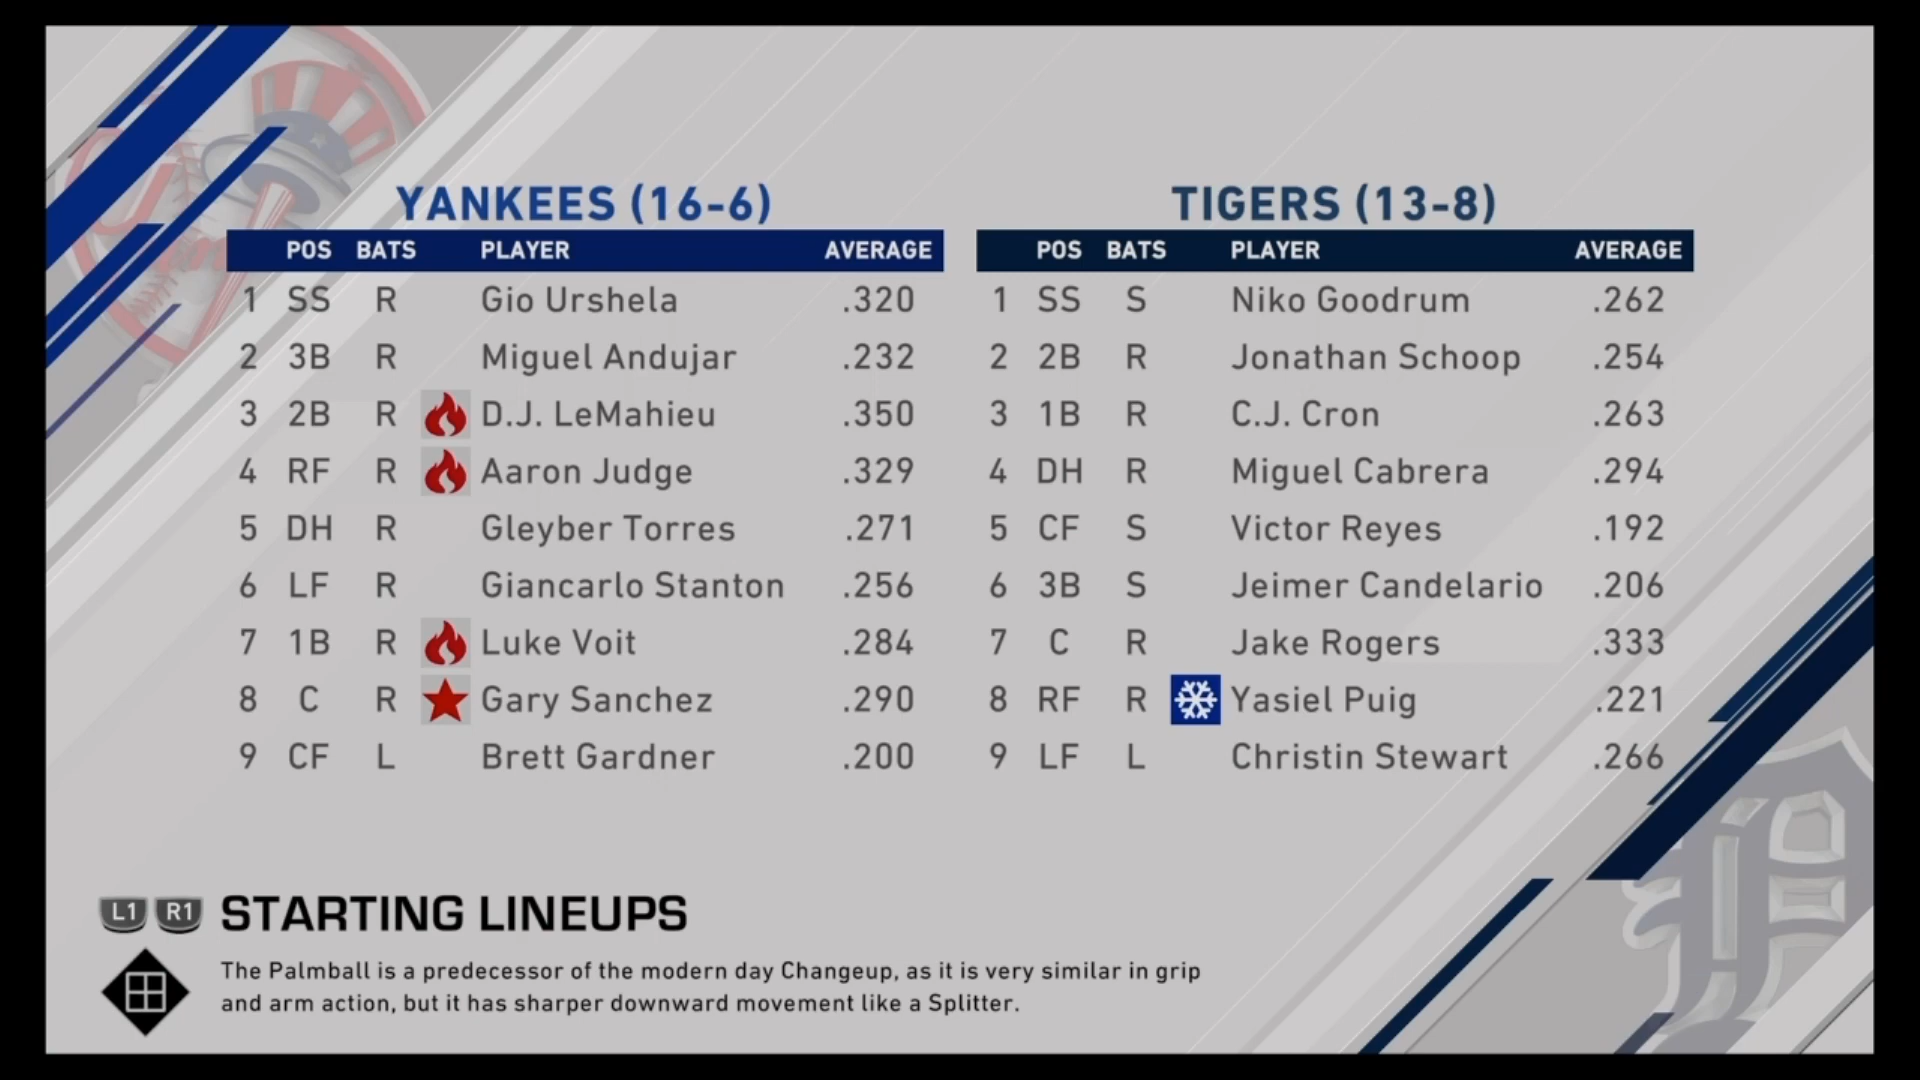 YANKEES (16-6)
POS BATS PLAYER AVERAGE
1 SS R Gio Urshela .320
2 3B R Miguel Andujar .232
3 2B R D.J. LeMahieu .350
4 RF R Aaron Judge .329
5 DH R Gleyber Torres .271
6 LF R Giancarlo Stanton .256
7 1B R Luke Voit .284
8 C R Gary Sanchez .290
9 CF L Brett Gardner .200
TIGERS (13-8)
POS BATS PLAYER AVERAGE
1 SS S Niko Goodrum .262
2 2B R Jonathan Schoop .254
3 1B R C.J. Cron .263
4 DH R Miguel Cabrera .294
5 CF S Victor Reyes .192
6 3B S Jeimer Candelario .206
7 C R Jake Rogers .333
8 RF R Yasiel Puig .221
9 LF L Christin Stewart .266
L1 R1 STARTING LINEUPS
The Palmball is a predecessor of the modern day Changeup, as it is very similar in grip
and arm action, but it has sharper downward movement like a Splitter.